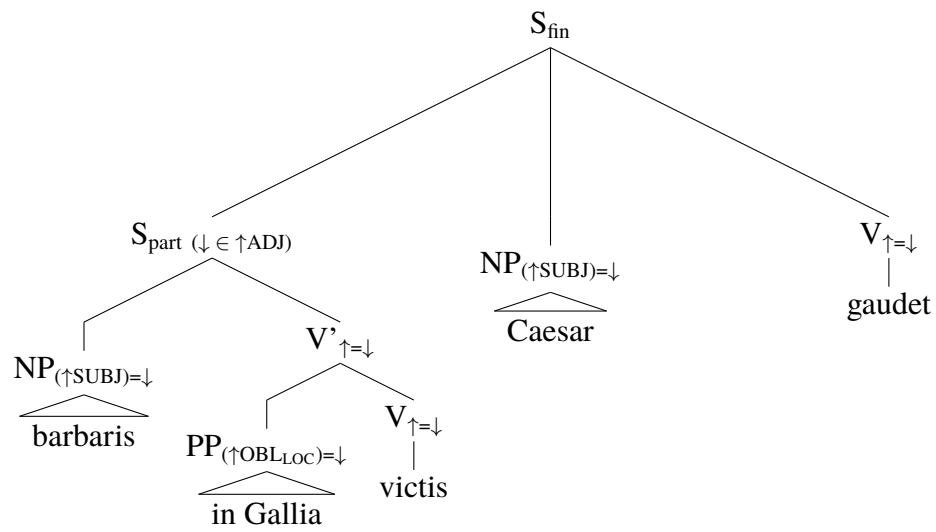 S_fin
S_part (↓ ∈ ↑ADJ)
NP_(↑SUBJ)=↓
V_↑=↓
Caesar
gaudet
NP_(↑SUBJ)=↓
V'_↑=↓
barbaris
PP_(↑OBL_LOC)=↓
V_↑=↓
in Gallia
victis